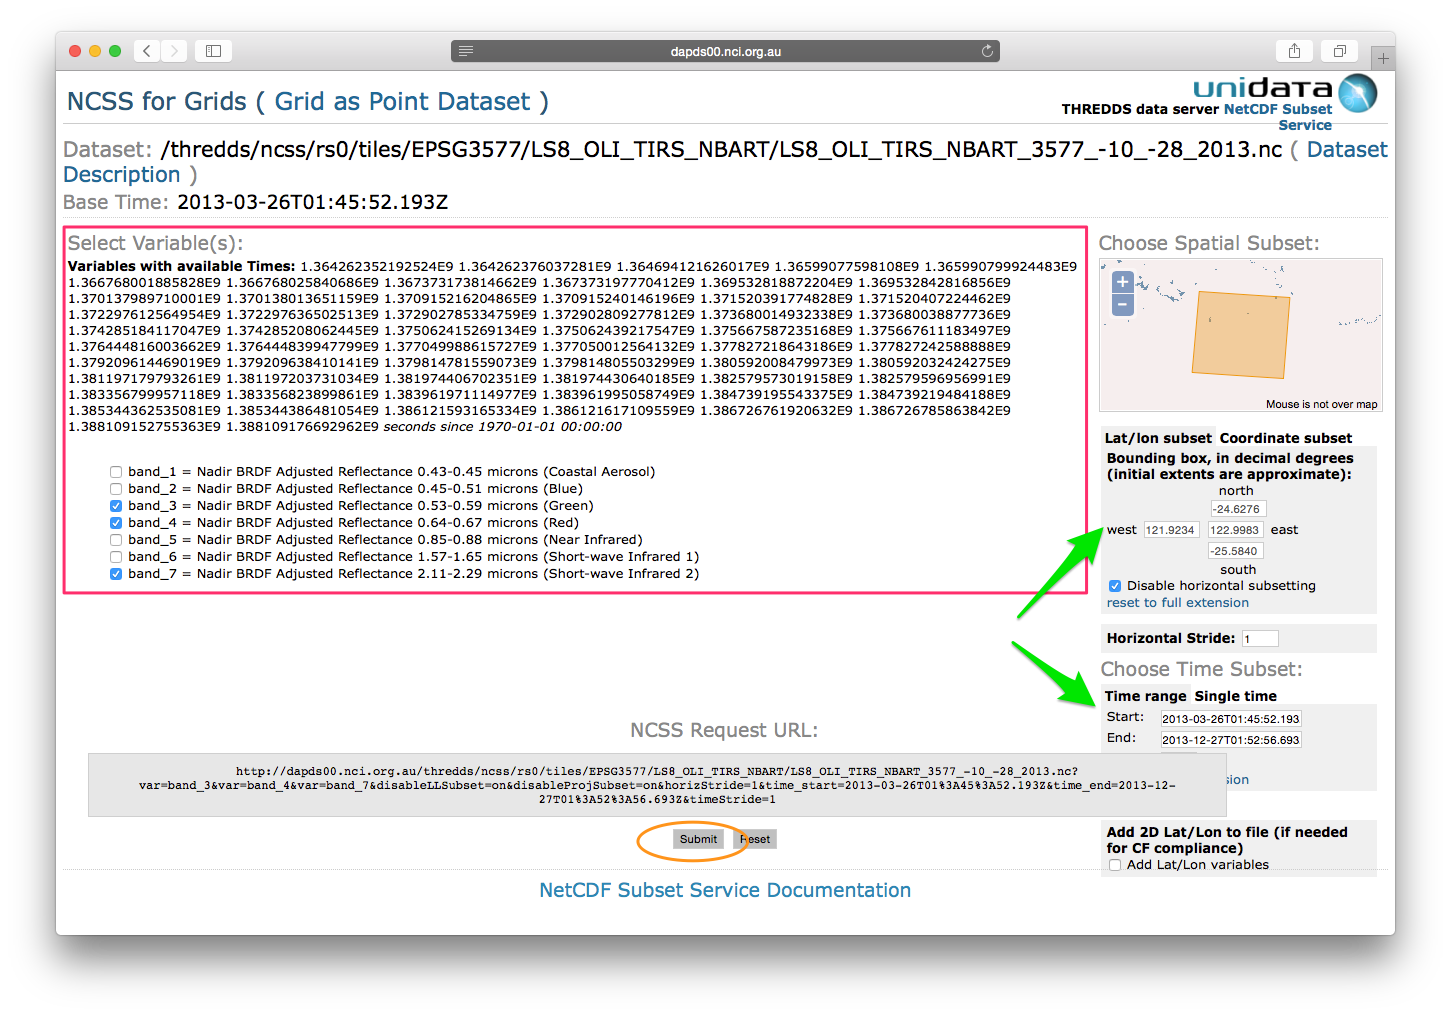 dapds00.nci.org.au
NCSS for Grids ( Grid as Point Dataset )
unidata
THREDDS data server NetCDF Subset
Service
Dataset: /thredds/ncss/rs0/tiles/EPSG3577/LS8_OLI_TIRS_NBART/LS8_OLI_TIRS_NBART_3577_-10_-28_2013.nc ( Dataset
Description )
Base Time: 2013-03-26T01:45:52.193Z
Select Variable(s):
Variables with available Times: 1.364262352192524E9 1.364262376037281E9 1.364694121626017E9 1.36599077598108E9 1.365990799924483E9
1.366768001885828E9 1.366768025840686E9 1.367373173814662E9 1.367373197770412E9 1.369532818872204E9 1.369532842816856E9
1.370137989710001E9 1.370138013651159E9 1.370915216204865E9 1.370915240146196E9 1.371520391774828E9 1.371520407224462E9
1.372297612564954E9 1.372297636502513E9 1.372902785334759E9 1.372902809277812E9 1.373680014932338E9 1.373680038877736E9
1.374285184117047E9 1.374285208062445E9 1.375062415269134E9 1.375062439217547E9 1.375667587235168E9 1.375667611183497E9
1.376444816003662E9 1.376444839947799E9 1.377049988615727E9 1.377050012564132E9 1.377827218643186E9 1.377827242588888E9
1.379209614469019E9 1.379209638410141E9 1.379814781559073E9 1.379814805503299E9 1.380592008479973E9 1.380592032424275E9
1.381197179793261E9 1.381197203731034E9 1.381974406702351E9 1.381974430640185E9 1.382579573019158E9 1.382579596956991E9
1.383356799957118E9 1.383356823899861E9 1.383961971114977E9 1.383961995058749E9 1.384739195543375E9 1.384739219484188E9
1.385344362535081E9 1.385344386481054E9 1.386121593165334E9 1.386121617109559E9 1.386726761920632E9 1.386726785863842E9
1.388109152755363E9 1.388109176692962E9 seconds since 1970-01-01 00:00:00
band_1 = Nadir BRDF Adjusted Reflectance 0.43-0.45 microns (Coastal Aerosol)
band_2 = Nadir BRDF Adjusted Reflectance 0.45-0.51 microns (Blue)
band_3 = Nadir BRDF Adjusted Reflectance 0.53-0.59 microns (Green)
band_4 = Nadir BRDF Adjusted Reflectance 0.64-0.67 microns (Red)
band_5 = Nadir BRDF Adjusted Reflectance 0.85-0.88 microns (Near Infrared)
band_6 = Nadir BRDF Adjusted Reflectance 1.57-1.65 microns (Short-wave Infrared 1)
band_7 = Nadir BRDF Adjusted Reflectance 2.11-2.29 microns (Short-wave Infrared 2)
Choose Spatial Subset:
+
−
Mouse is not over map
Lat/lon subset Coordinate subset
Bounding box, in decimal degrees
(initial extents are approximate):
north
-24.6276
west 121.9234 122.9983 east
-25.5840
south
Disable horizontal subsetting
reset to full extension
Horizontal Stride: 1
Choose Time Subset:
Time range Single time
Start: 2013-03-26T01:45:52.193
End: 2013-12-27T01:52:56.693
sion
NCSS Request URL:
http://dapds00.nci.org.au/thredds/ncss/rs0/tiles/EPSG3577/LS8_OLI_TIRS_NBART/LS8_OLI_TIRS_NBART_3577_-10_-28_2013.nc?
var=band_3&var=band_4&var=band_7&disableLLSubset=on&disableProjSubset=on&horizStride=1&time_start=2013-03-26T01%3A45%3A52.193Z&time_end=2013-12-
27T01%3A52%3A56.693Z&timeStride=1
Submit Reset
Add 2D Lat/Lon to file (if needed
for CF compliance)
Add Lat/Lon variables
NetCDF Subset Service Documentation